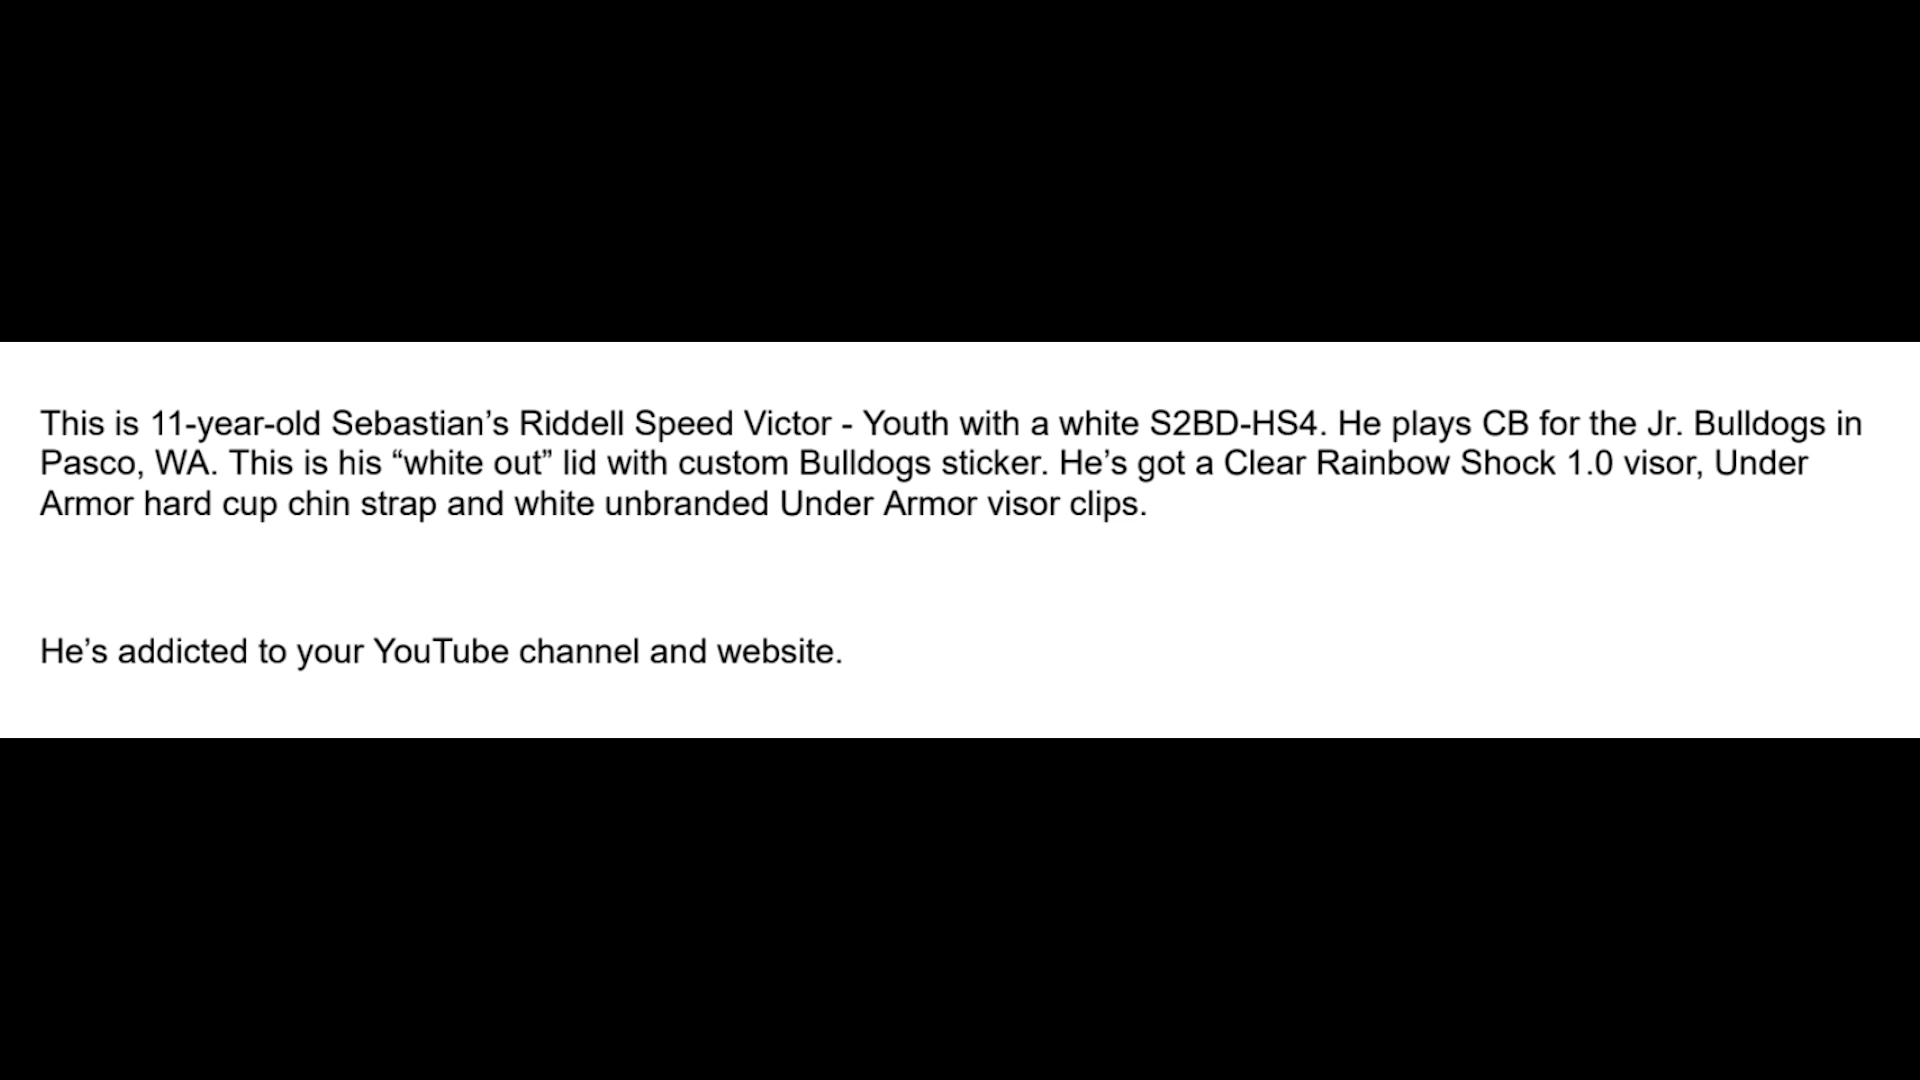 This is 11-year-old Sebastian’s Riddell Speed Victor - Youth with a white S2BD-HS4. He plays CB for the Jr. Bulldogs in
Pasco, WA. This is his “white out” lid with custom Bulldogs sticker. He’s got a Clear Rainbow Shock 1.0 visor, Under
Armor hard cup chin strap and white unbranded Under Armor visor clips.
He’s addicted to your YouTube channel and website.